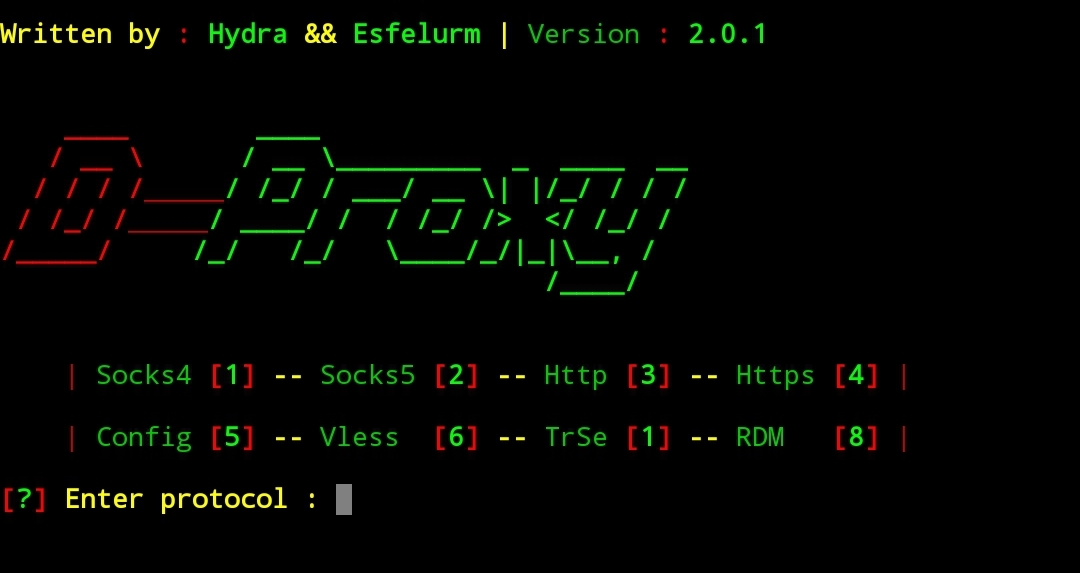 Written by : Hydra && Esfelurm | Version : 2.0.1
D-Proxy
| Socks4 [1] -- Socks5 [2] -- Http [3] -- Https [4] |
| Config [5] -- Vless [6] -- TrSe [1] -- RDM [8] |
[?] Enter protocol :